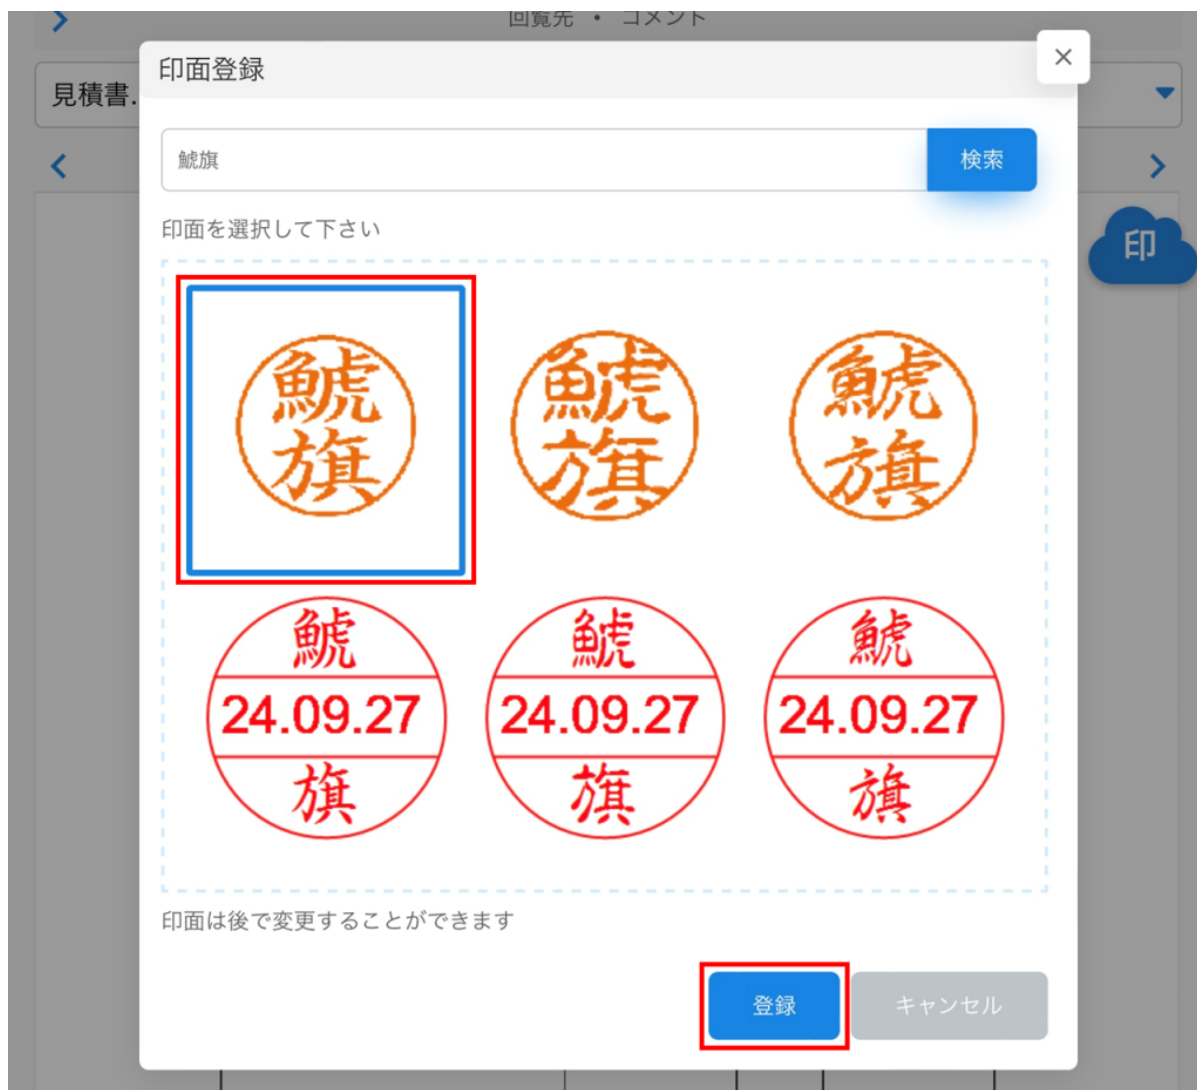 回覧先 ・ コメント
印面登録
×
見積書.
鯱旗
検索
印面を選択して下さい
印
鯱旗
鯱旗
鯱旗
鯱
24.09.27
旗
鯱
24.09.27
旗
鯱
24.09.27
旗
印面は後で変更することができます
登録
キャンセル